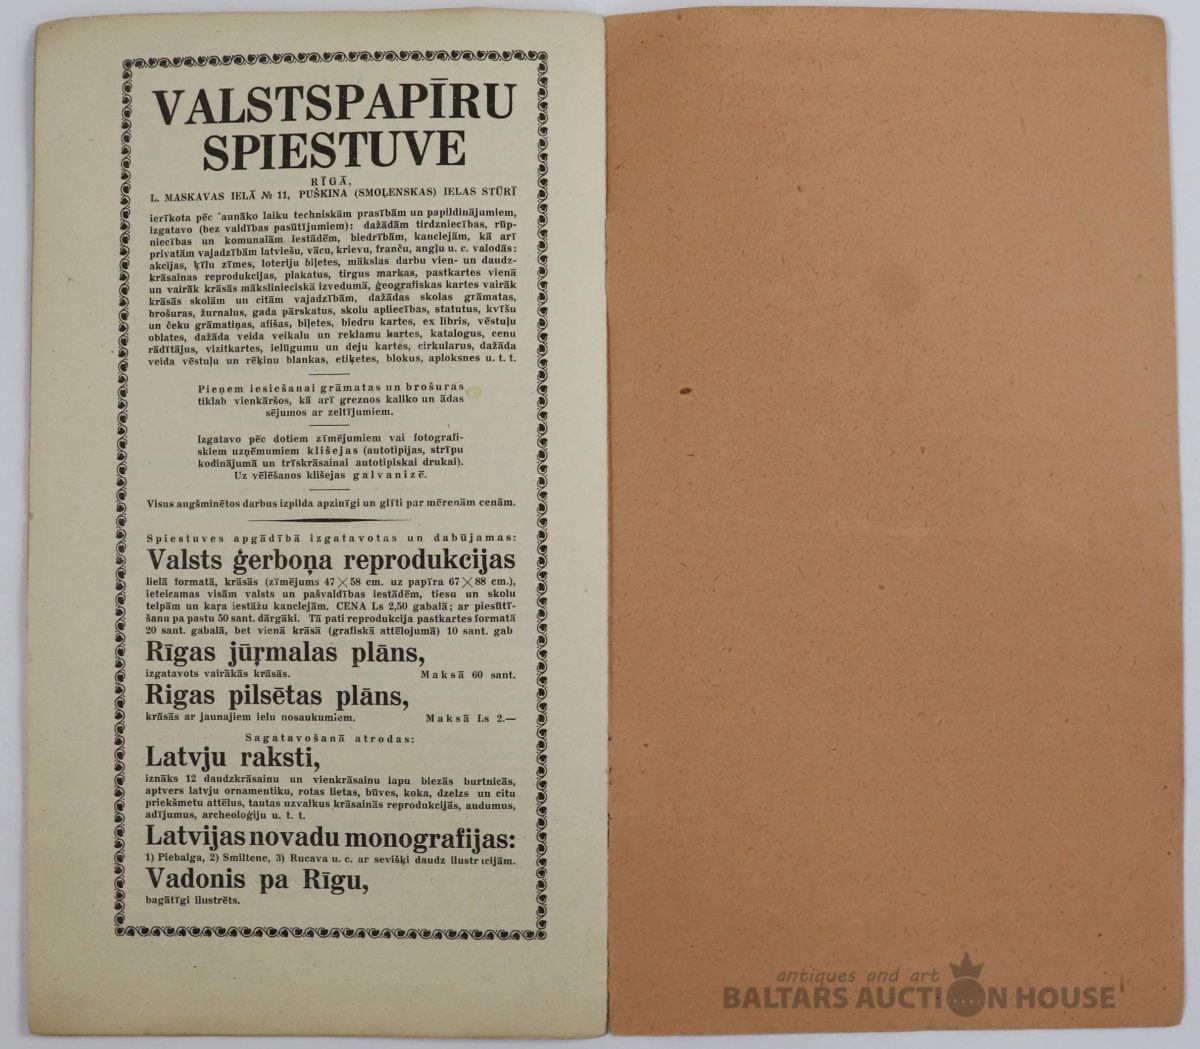 VALSTSPAPĪRU
SPIESTUVE
RĪGĀ,
L. MASKAVAS IELĀ № 11, PUŠKINA (SMOĻENSKAS) IELAS STŪRĪ
ierīkota pēc 'aunāko laiku techniskām prasībām un papildinājumiem,
izgatavo (bez valdības pasūtījumiem): dažādām tirdzniecības, rūp-
niecības un komunalām iestādēm, biedrībām, kanclejām, kā arī
privatām vajadzībām latviešu, vācu, krievu, franču, angļu u. c. valodās:
akcijas, ķīlu zīmes, loteriju biļetes, mākslas darbu vien- un daudz-
krāsainas reprodukcijas, plakatus, tirgus markas, pastkartes vienā
un vairāk krāsās mākslinieciskā izvedumā, ģeografiskas kartes vairāk
krāsās skolām un citām vajadzībām, dažādas skolas grāmatas,
brošuras, žurnalus, gada pārskatus, skolu apliecības, statutus, kvīšu
un čeku grāmatiņas, afišas, biļetes, biedru kartes, ex libris, vēstuļu
oblates, dažāda veida veikalu un reklamu kartes, katalogus, cenu
rādītājus, vizitkartes, ielūgumu un deju kartes, cirkularus, dažāda
veida vēstuļu un rēķinu blankas, etiķetes, blokus, aploksnes u. t. t.
Pieņem iesiešanai grāmatas un brošuras
tiklab vienkāršos, kā arī greznos kaliko un ādas
sējumos ar zeltījumiem.
Izgatavo pēc dotiem zīmējumiem vai fotografi-
skiem uzņēmumiem klišejas (autotipijas, strīpu
kodinājumā un trīskrāsainai autotipiskai drukai).
Uz vēlēšanos klišejas galvanizē.
Visus augšminētos darbus izpilda apzinīgi un glīti par mērenām cenām.
Spiestuves apgādībā izgatavotas un dabūjamas:
Valsts ģerboņa reprodukcijas
lielā formatā, krāsās (zīmējums 47×58 cm. uz papīra 67×88 cm.),
ieteicamas visām valsts un pašvaldības iestādēm, tiesu un skolu
telpām un kaŗa iestāžu kanclejām. CENA Ls 2,50 gabalā; ar piesūtī-
šanu pa pastu 50 sant. dārgāki. Tā pati reprodukcija pastkartes formatā
20 sant. gabalā, bet vienā krāsā (grafiskā attēlojumā) 10 sant. gab
Rīgas jūŗmalas plāns,
izgatavots vairākās krāsās. Maksā 60 sant.
Rigas pilsētas plāns,
krāsās ar jaunajiem ielu nosaukumiem. Maksā Ls 2.—
Sagatavošanā atrodas:
Latvju raksti,
iznāks 12 daudzkrāsainu un vienkrāsainu lapu biezās burtnicās,
aptvers latvju ornamentiku, rotas lietas, būves, koka, dzelzs un citu
priekšmetu attēlus, tautas uzvalkus krāsainās reprodukcijās, audumus,
adījumus, archeoloģiju u. t. t.
Latvijas novadu monografijas:
1) Piebalga, 2) Smiltene, 3) Rucava u. c. ar sevišķi daudz ilustrıcijām.
Vadonis pa Rīgu,
bagātīgi ilustrēts.
antiques and art
BALTARS AUCTION HOUSE